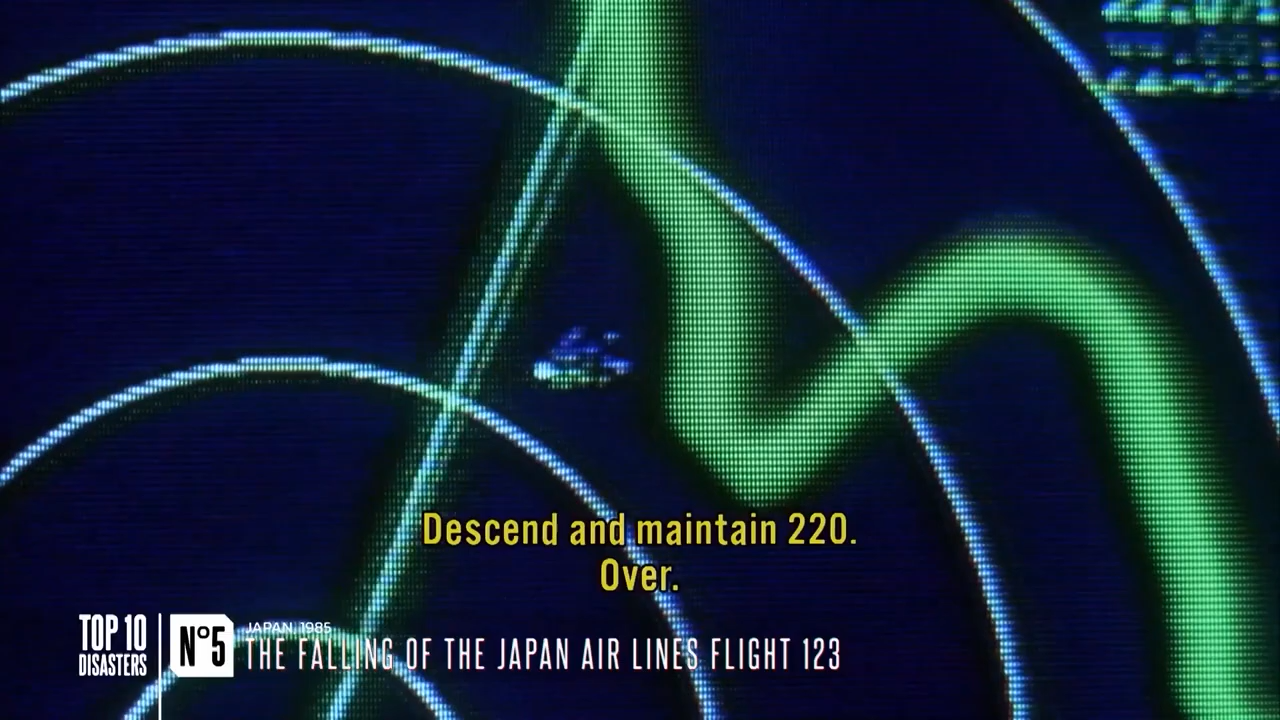 Descend and maintain 220.
Over.
TOP 10
DISASTERS
Nº5
JAPAN, 1985
THE FALLING OF THE JAPAN AIR LINES FLIGHT 123